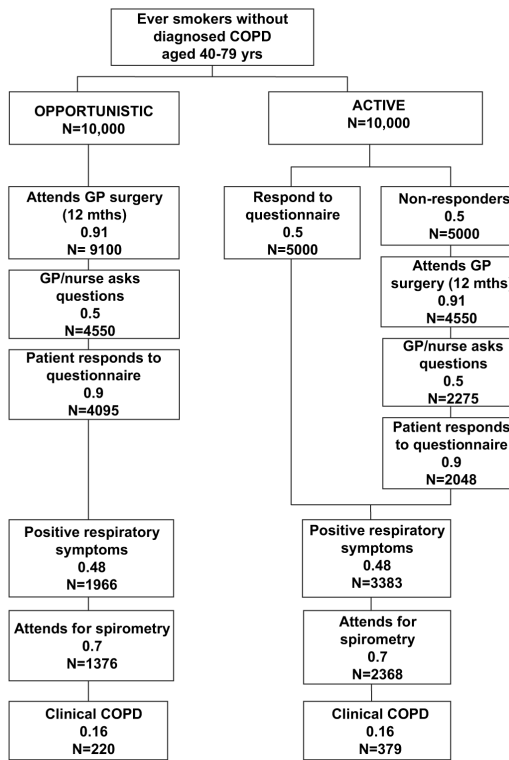 Ever smokers without
diagnosed COPD
aged 40-79 yrs
OPPORTUNISTIC
N=10,000
ACTIVE
N=10,000
Attends GP surgery
(12 mths)
0.91
N= 9100
GP/nurse asks
questions
0.5
N=4550
Patient responds to
questionnaire
0.9
N=4095
Positive respiratory
symptoms
0.48
N=1966
Attends for spirometry
0.7
N=1376
Clinical COPD
0.16
N=220
Respond to
questionnaire
0.5
N=5000
Non-responders
0.5
N=5000
Attends GP
surgery (12 mths)
0.91
N=4550
GP/nurse asks
questions
0.5
N=2275
Patient responds
to questionnaire
0.9
N=2048
Positive respiratory
symptoms
0.48
N=3383
Attends for
spirometry
0.7
N=2368
Clinical COPD
0.16
N=379